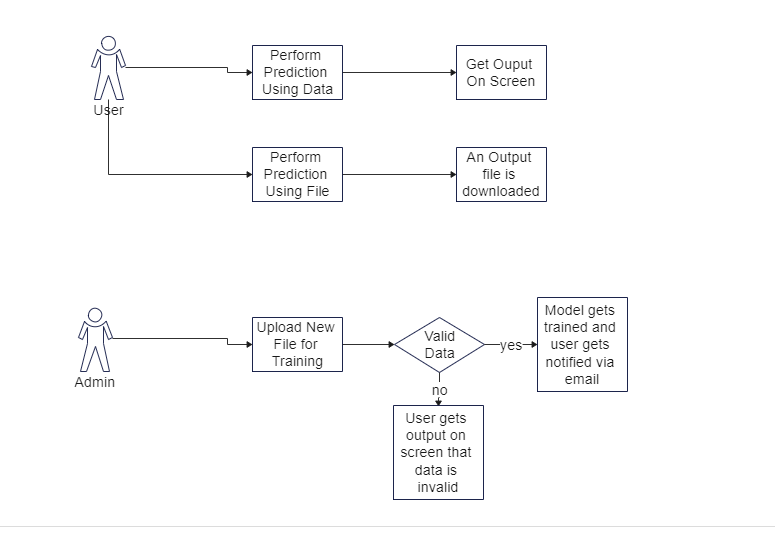 User
Perform
Prediction
Using Data
Get Ouput
On Screen
Perform
Prediction
Using File
An Output
file is
downloaded
Admin
Upload New
File for
Training
Valid
Data
yes
Model gets
trained and
user gets
notified via
email
no
User gets
output on
screen that
data is
invalid